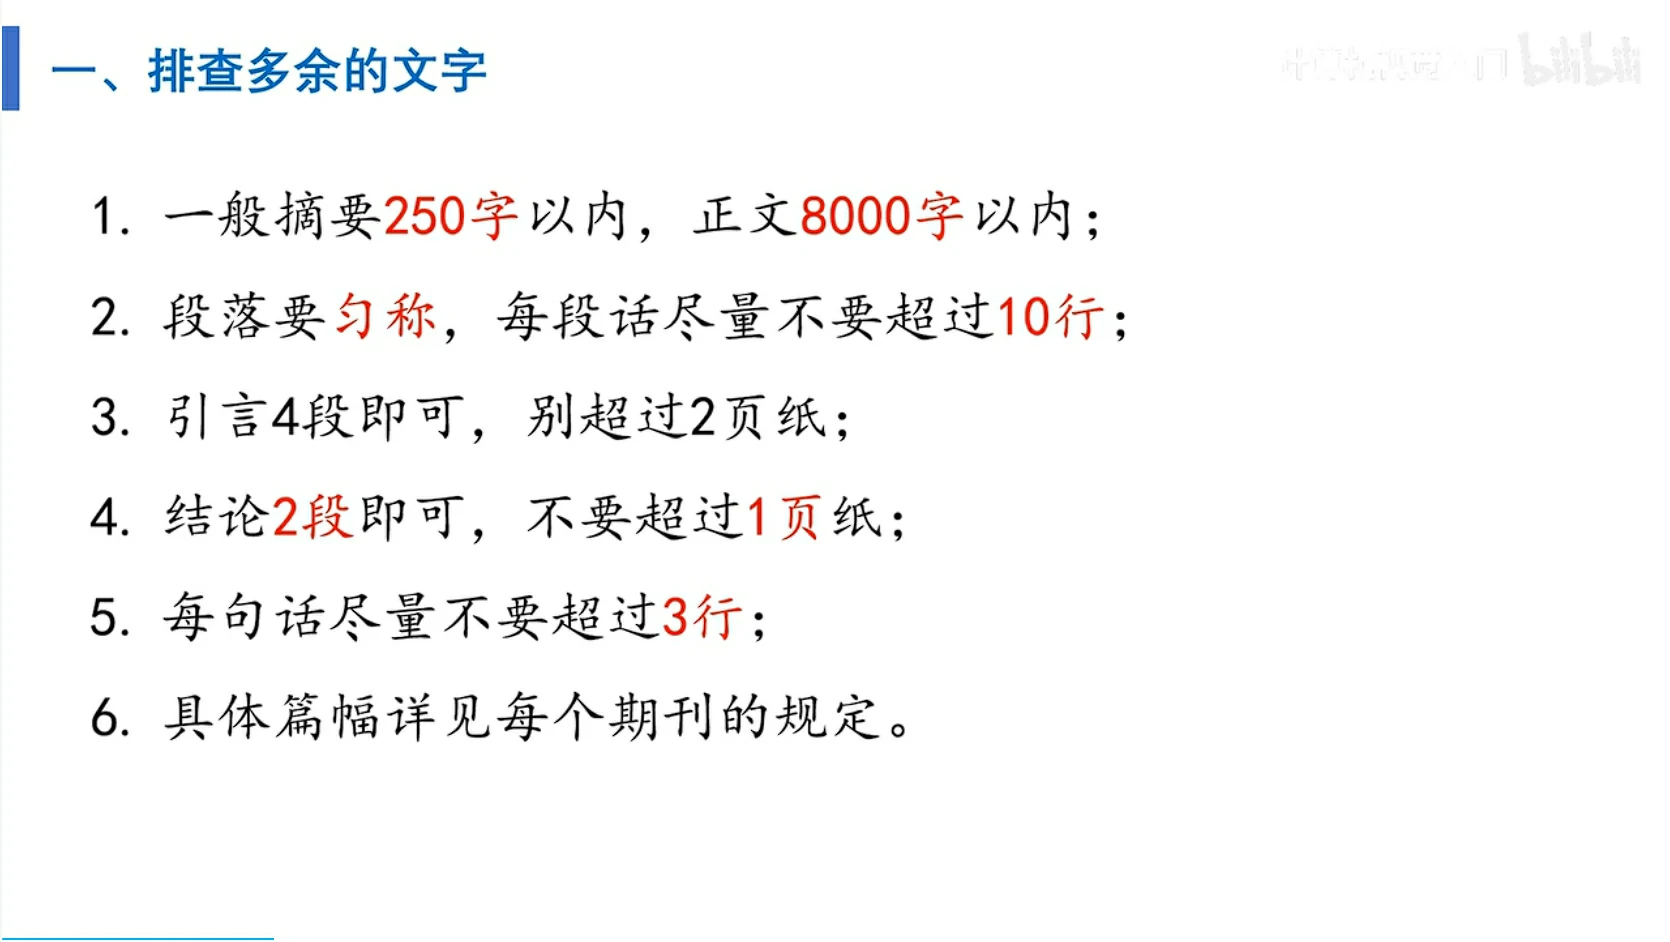 一、排查多余的文字
bilibili
1. 一般摘要250字以内，正文8000字以内；
2. 段落要匀称，每段话尽量不要超过10行；
3. 引言4段即可，别超过2页纸；
4. 结论2段即可，不要超过1页纸；
5. 每句话尽量不要超过3行；
6. 具体篇幅详见每个期刊的规定。